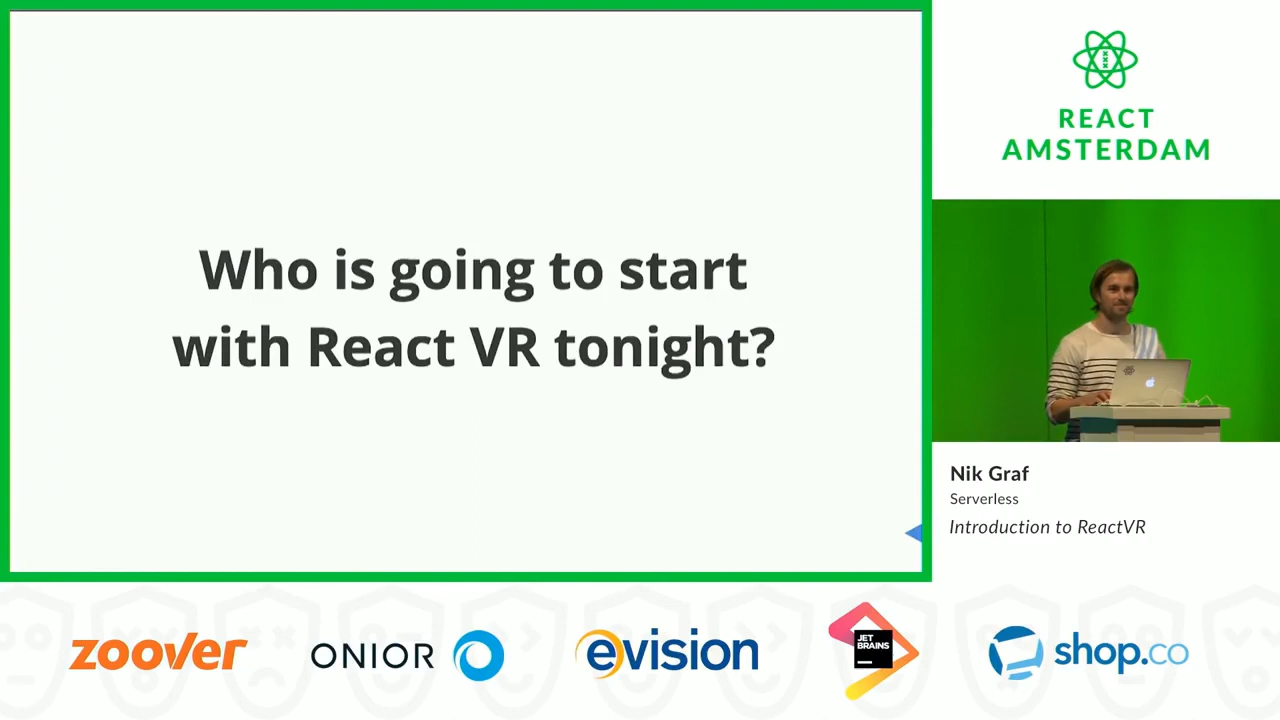 Who is going to start
with React VR tonight?
REACT
AMSTERDAM
Nik Graf
Serverless
Introduction to ReactVR
zoover
ONIOR
evision
JET
BRAINS
shop.co